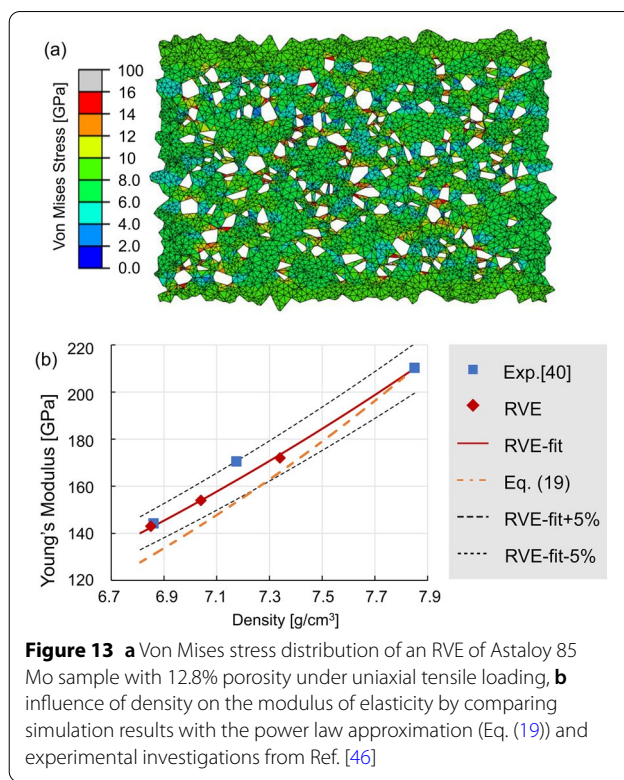 (a)
Von Mises Stress [GPa]
100
16
14
12
10
8.0
6.0
4.0
2.0
0.0
(b)
Young's Modulus [GPa]
220
200
180
160
140
120
6.7
6.9
7.1
7.3
7.5
7.7
7.9
Density [g/cm³]
Exp.[40]
RVE
RVE-fit
Eq. (19)
RVE-fit+5%
RVE-fit-5%
Figure 13 a Von Mises stress distribution of an RVE of Astaloy 85
Mo sample with 12.8% porosity under uniaxial tensile loading, b
influence of density on the modulus of elasticity by comparing
simulation results with the power law approximation (Eq. (19)) and
experimental investigations from Ref. [46]